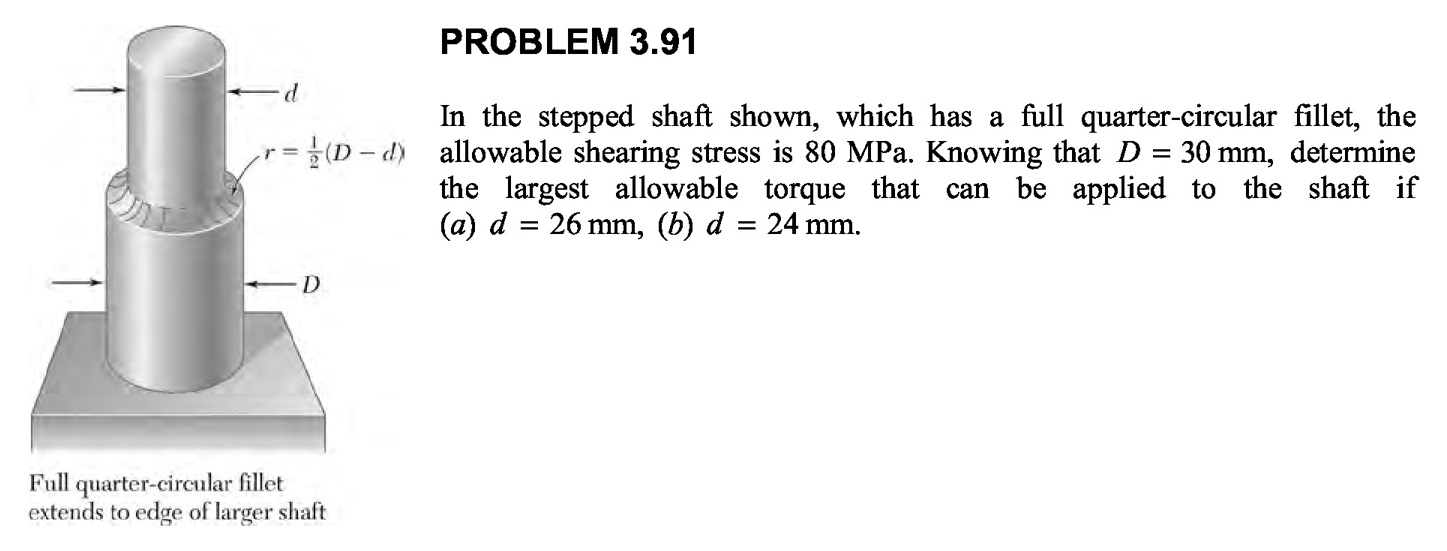 PROBLEM 3.91
In the stepped shaft shown, which has a full quarter-circular fillet, the
allowable shearing stress is 80 MPa. Knowing that D = 30 mm, determine
the largest allowable torque that can be applied to the shaft if
(a) d = 26 mm, (b) d = 24 mm.
d
r = 1/2(D – d)
D
Full quarter-circular fillet
extends to edge of larger shaft